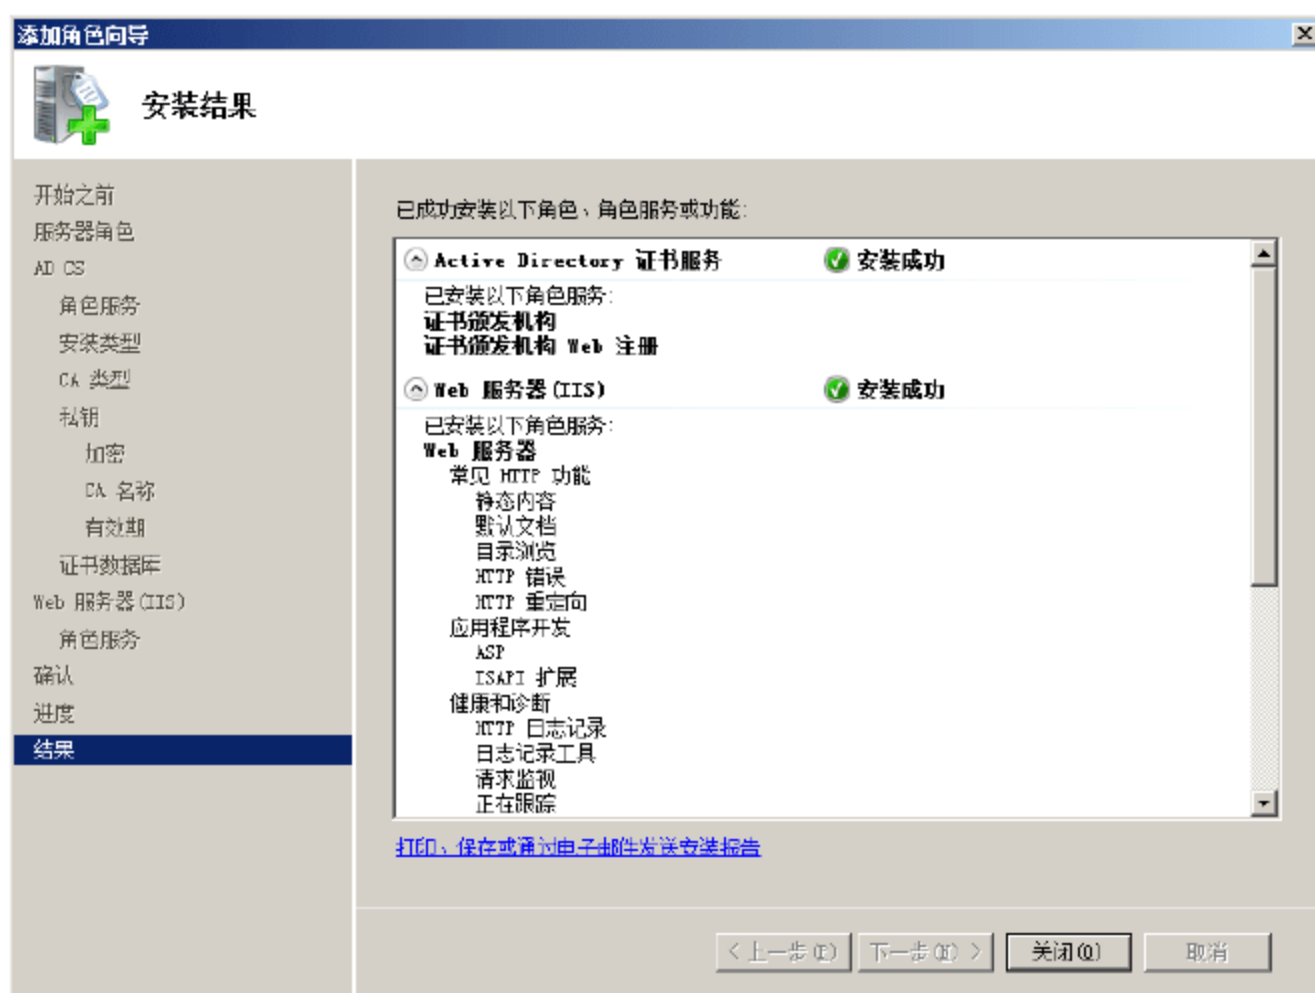 添加角色向导
安装结果
开始之前
服务器角色
AD CS
角色服务
安装类型
CA 类型
私钥
加密
CA 名称
有效期
证书数据库
Web 服务器(IIS)
角色服务
确认
进度
结果
已成功安装以下角色、角色服务或功能:
Active Directory 证书服务 安装成功
已安装以下角色服务:
证书颁发机构
证书颁发机构 Web 注册
Web 服务器(IIS) 安装成功
已安装以下角色服务:
Web 服务器
常见 HTTP 功能
静态内容
默认文档
目录浏览
HTTP 错误
HTTP 重定向
应用程序开发
ASP
ISAPI 扩展
健康和诊断
HTTP 日志记录
日志记录工具
请求监视
正在跟踪
打印、保存或通过电子邮件发送安装报告
< 上一步(P) 下一步(N) > 关闭(O) 取消